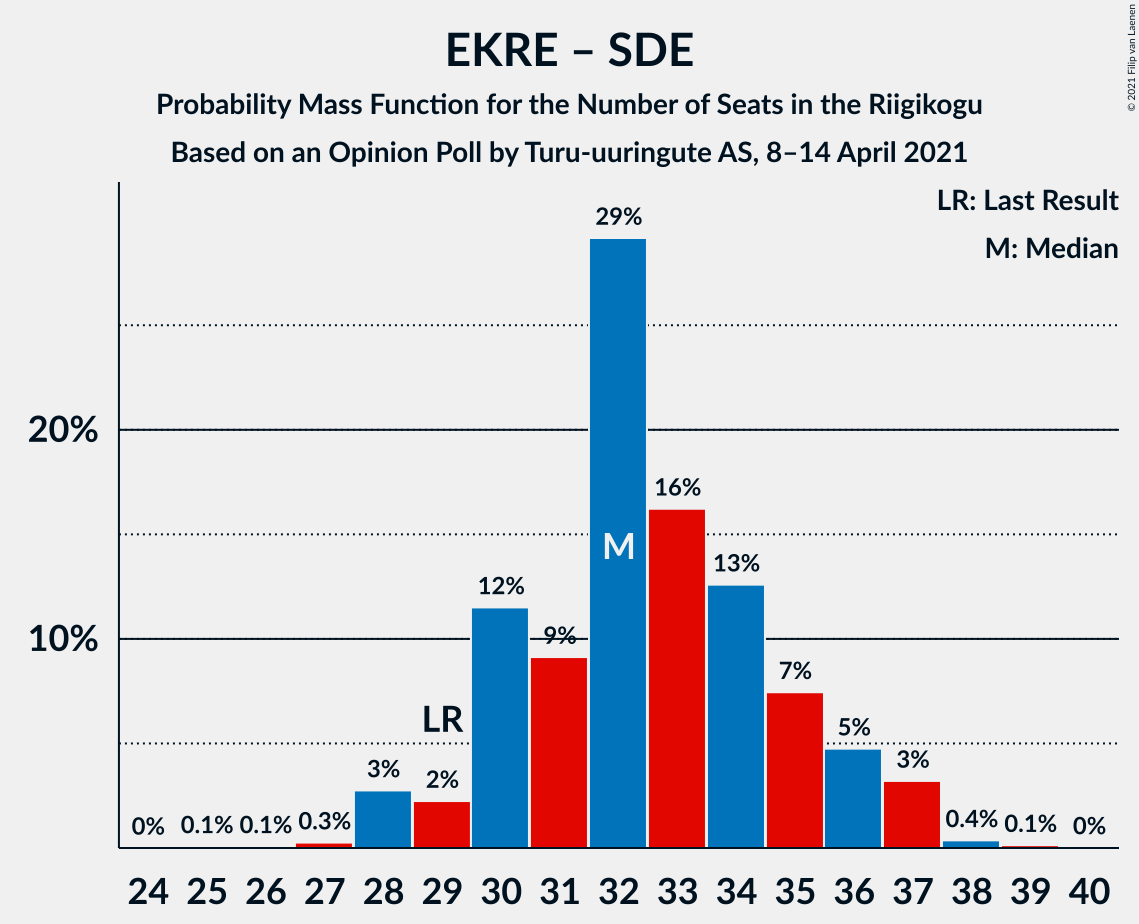 EKRE – SDE
Probability Mass Function for the Number of Seats in the Riigikogu
Based on an Opinion Poll by Turu-uuringute AS, 8–14 April 2021
© 2021 Filip van Laenen
LR: Last Result
M: Median
20%
10%
0%
0.1%
0.1%
0.3%
3%
2%
LR
12%
9%
29%
M
16%
13%
7%
5%
3%
0.4%
0.1%
0%
24 25 26 27 28 29 30 31 32 33 34 35 36 37 38 39 40